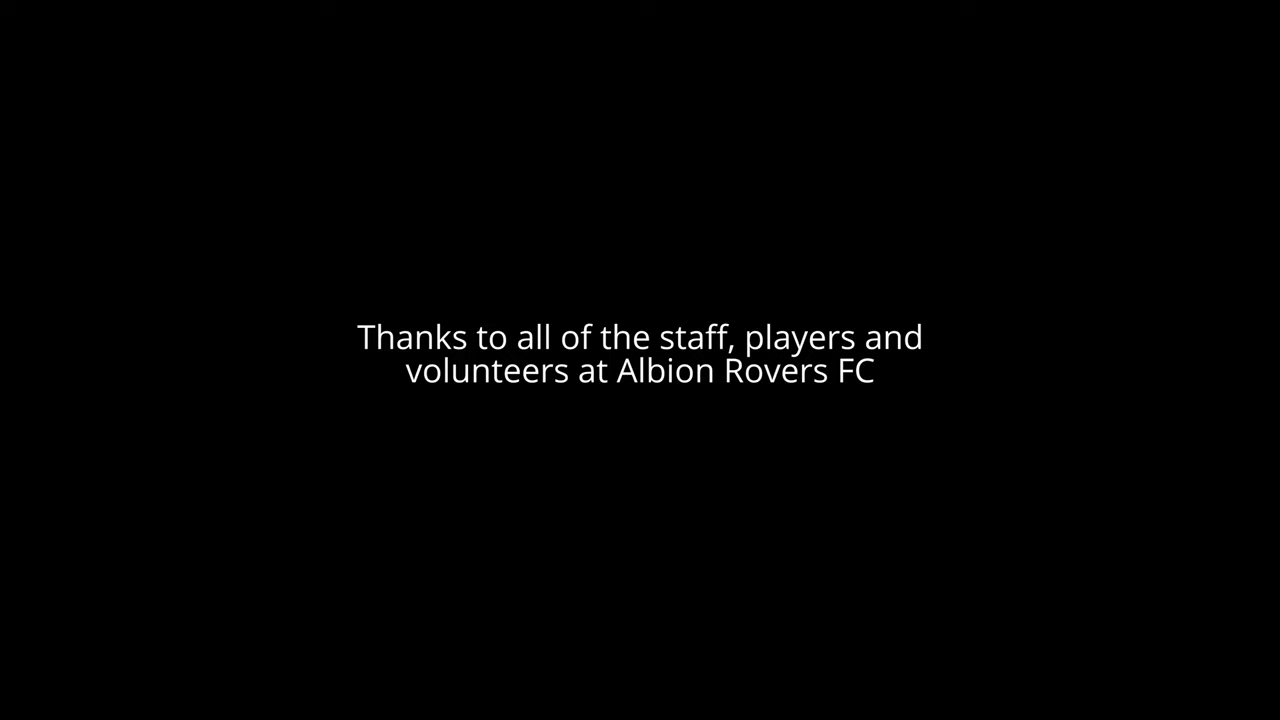 Thanks to all of the staff, players and
volunteers at Albion Rovers FC